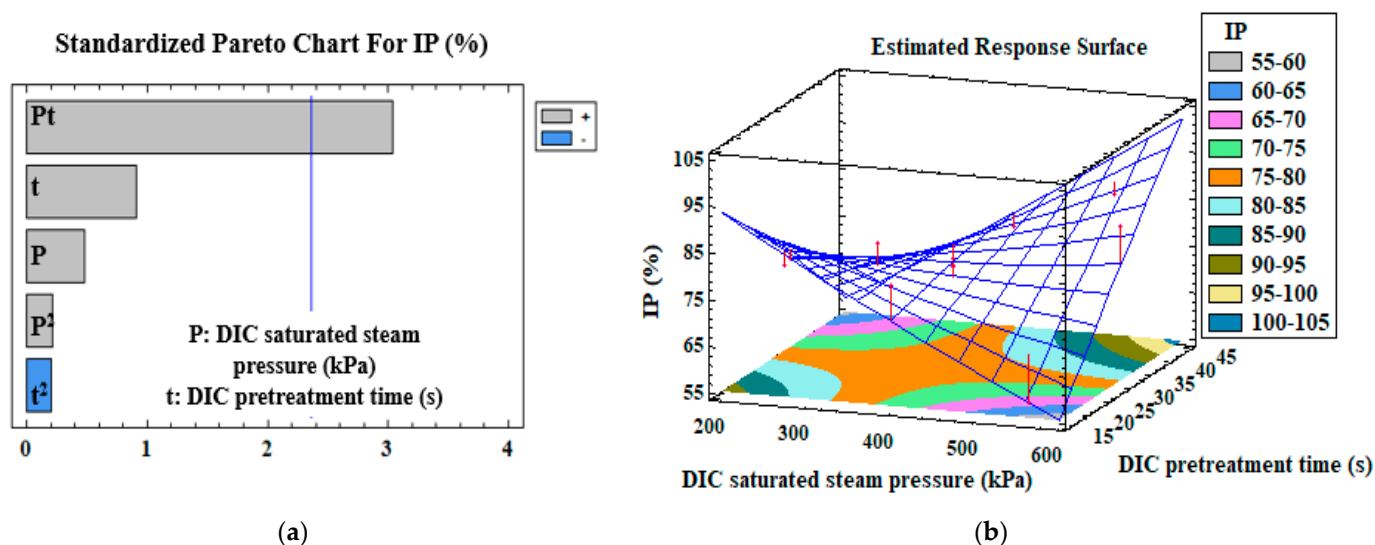 Standardized Pareto Chart For IP (%)
Pt
t
P
P²
t²
+
-
P: DIC saturated steam
pressure (kPa)
t: DIC pretreatment time (s)
0 1 2 3 4
(a)
Estimated Response Surface
IP (%)
105
95
85
75
65
55
200 300 400 500 600
DIC saturated steam pressure (kPa)
15 20 25 30 35 40 45
DIC pretreatment time (s)
IP
55-60
60-65
65-70
70-75
75-80
80-85
85-90
90-95
95-100
100-105
(b)